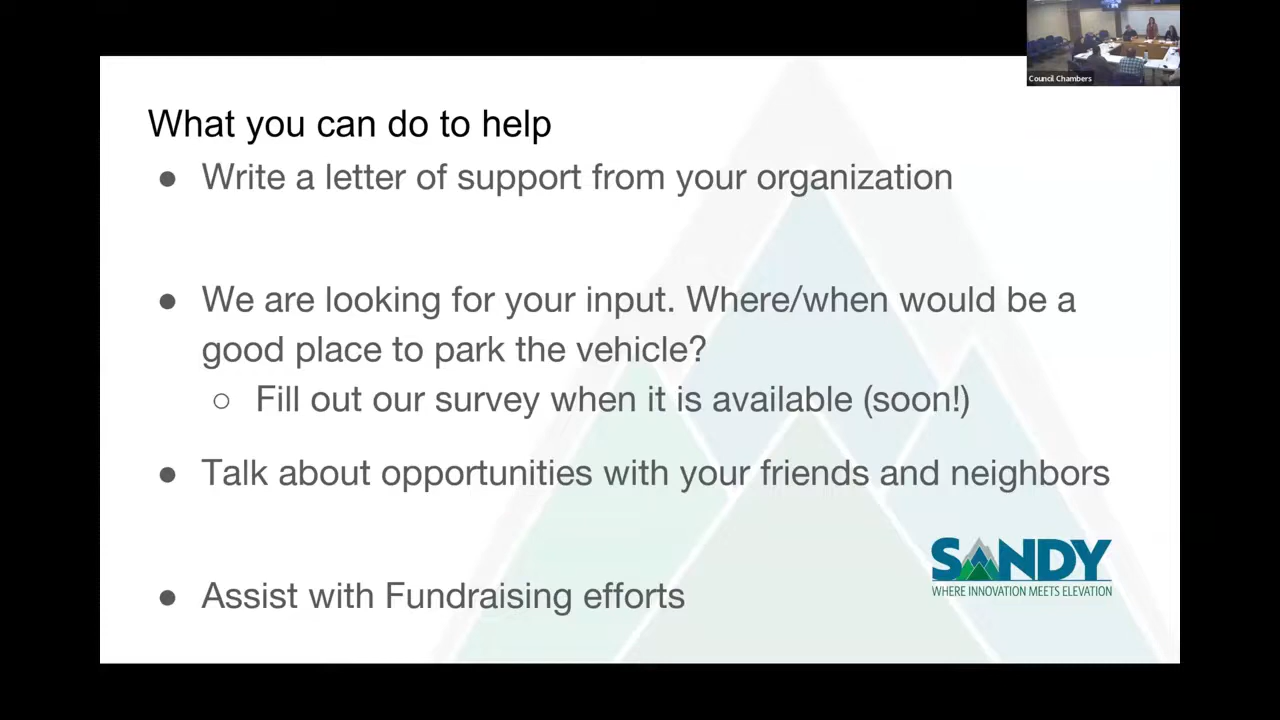 Council Chambers
What you can do to help
● Write a letter of support from your organization
● We are looking for your input. Where/when would be a
good place to park the vehicle?
○ Fill out our survey when it is available (soon!)
● Talk about opportunities with your friends and neighbors
● Assist with Fundraising efforts
SANDY
WHERE INNOVATION MEETS ELEVATION